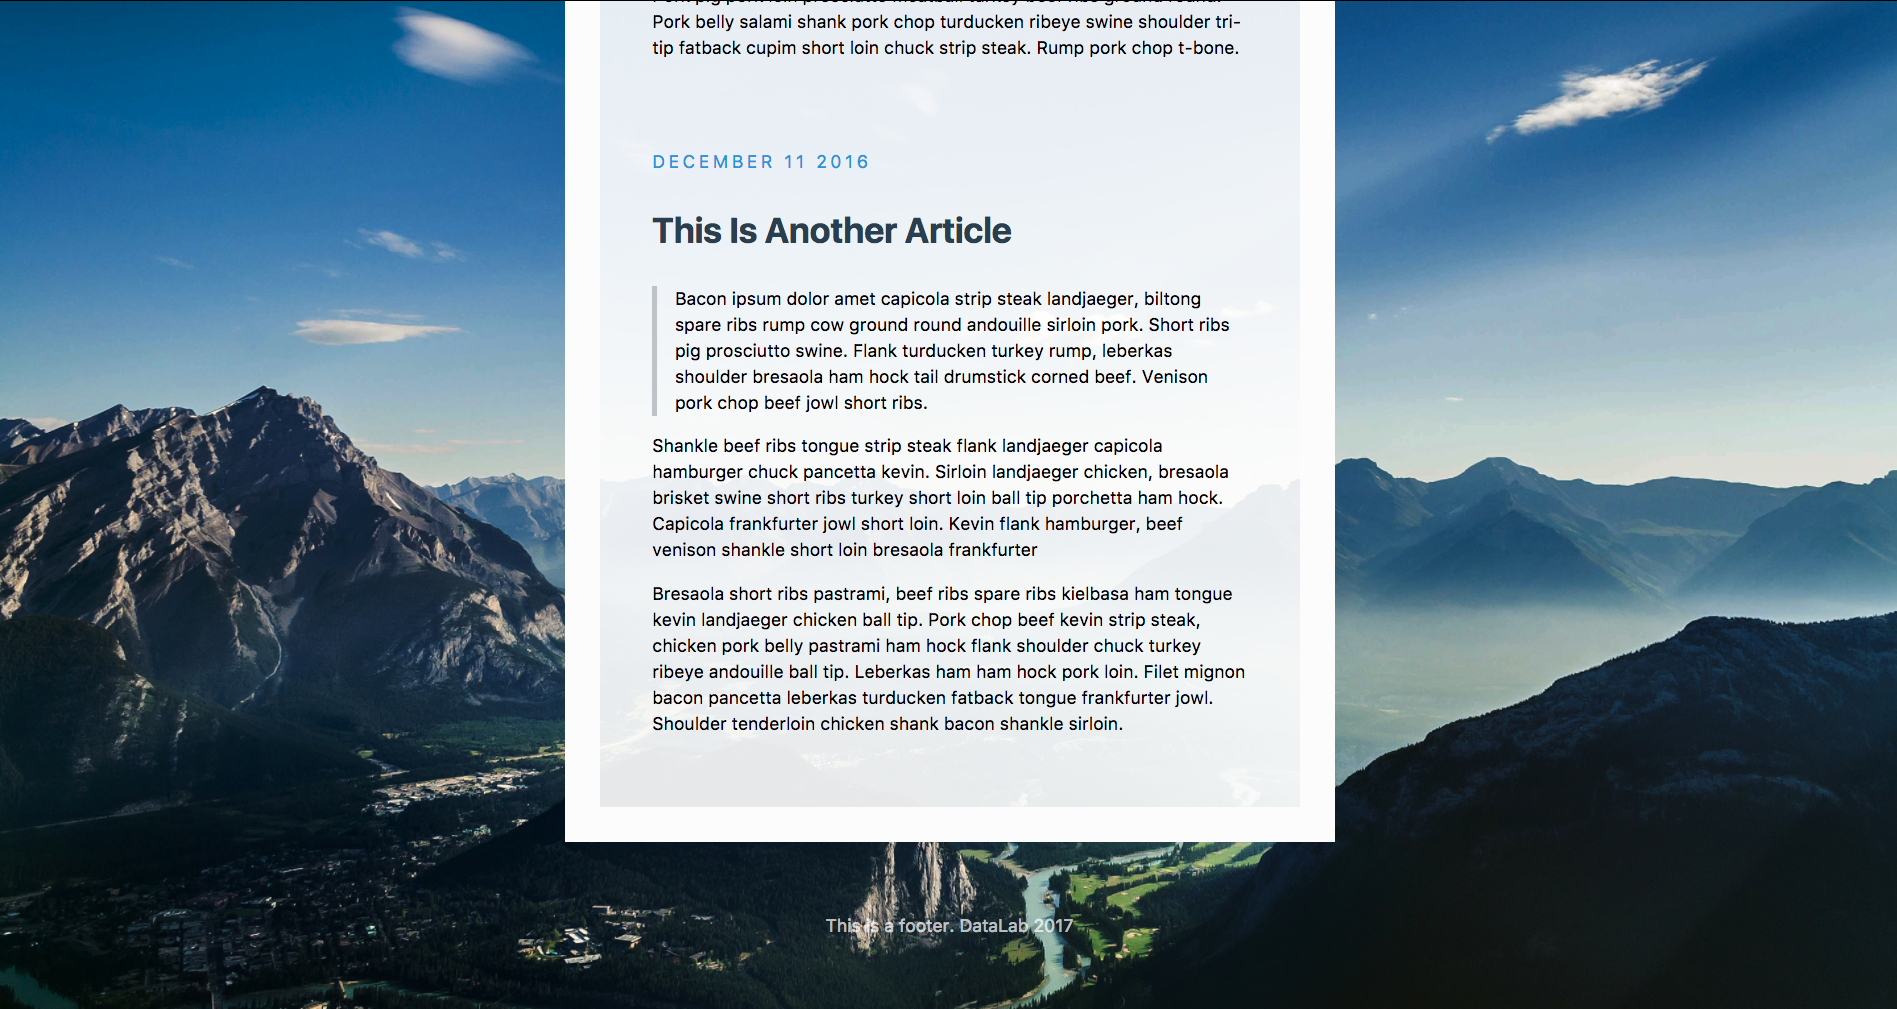 Pork belly salami shank pork chop turducken ribeye swine shoulder tri-
tip fatback cupim short loin chuck strip steak. Rump pork chop t-bone.
DECEMBER 11 2016
This Is Another Article
Bacon ipsum dolor amet capicola strip steak landjaeger, biltong
spare ribs rump cow ground round andouille sirloin pork. Short ribs
pig prosciutto swine. Flank turducken turkey rump, leberkas
shoulder bresaola ham hock tail drumstick corned beef. Venison
pork chop beef jowl short ribs.
Shankle beef ribs tongue strip steak flank landjaeger capicola
hamburger chuck pancetta kevin. Sirloin landjaeger chicken, bresaola
brisket swine short ribs turkey short loin ball tip porchetta ham hock.
Capicola frankfurter jowl short loin. Kevin flank hamburger, beef
venison shankle short loin bresaola frankfurter
Bresaola short ribs pastrami, beef ribs spare ribs kielbasa ham tongue
kevin landjaeger chicken ball tip. Pork chop beef kevin strip steak,
chicken pork belly pastrami ham hock flank shoulder chuck turkey
ribeye andouille ball tip. Leberkas ham ham hock pork loin. Filet mignon
bacon pancetta leberkas turducken fatback tongue frankfurter jowl.
Shoulder tenderloin chicken shank bacon shankle sirloin.
This is a footer. DataLab 2017